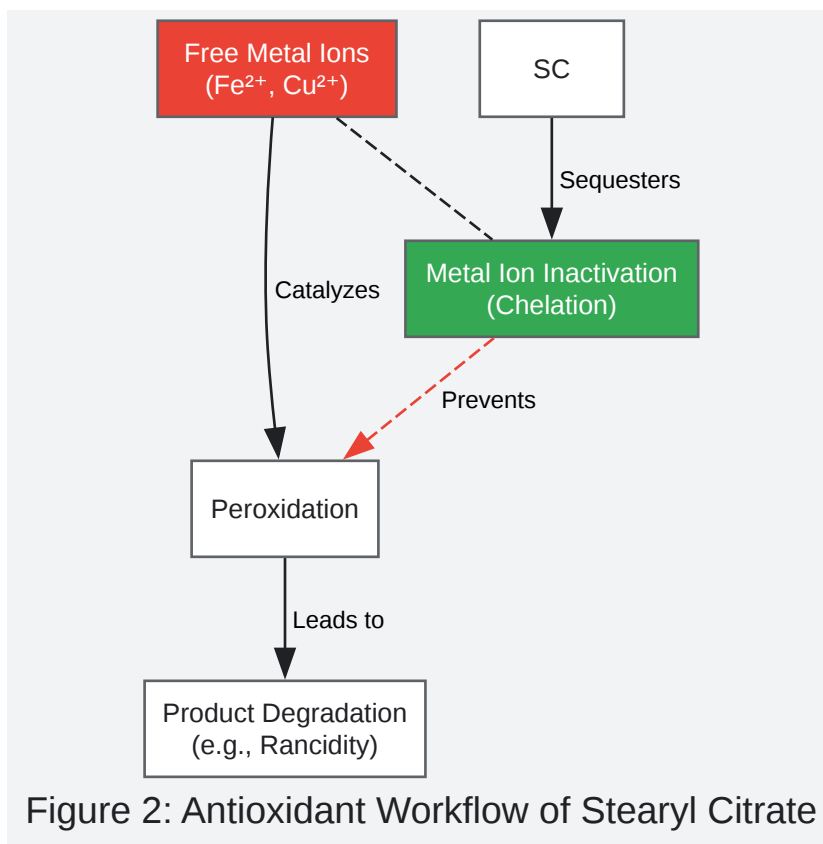 Free Metal Ions
(Fe²⁺, Cu²⁺)
SC
Sequesters
Metal Ion Inactivation
(Chelation)
Catalyzes
Prevents
Peroxidation
Leads to
Product Degradation
(e.g., Rancidity)
Figure 2: Antioxidant Workflow of Stearyl Citrate